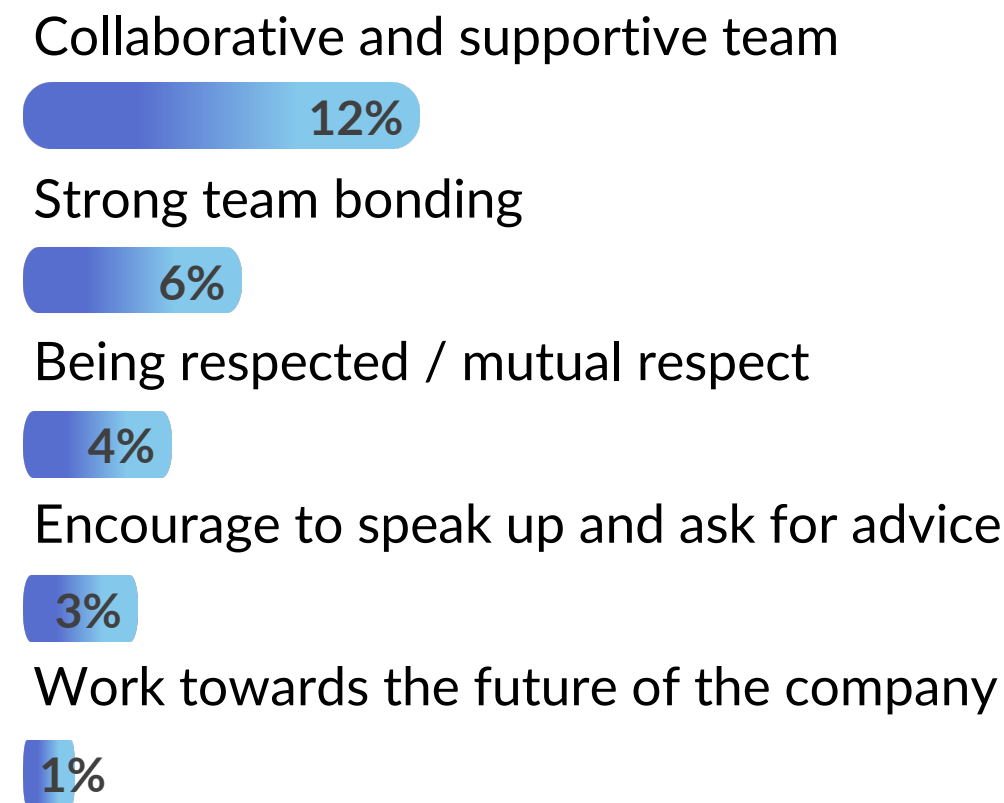 Collaborative and supportive team
12%
Strong team bonding
6%
Being respected / mutual respect
4%
Encourage to speak up and ask for advice
3%
Work towards the future of the company
1%